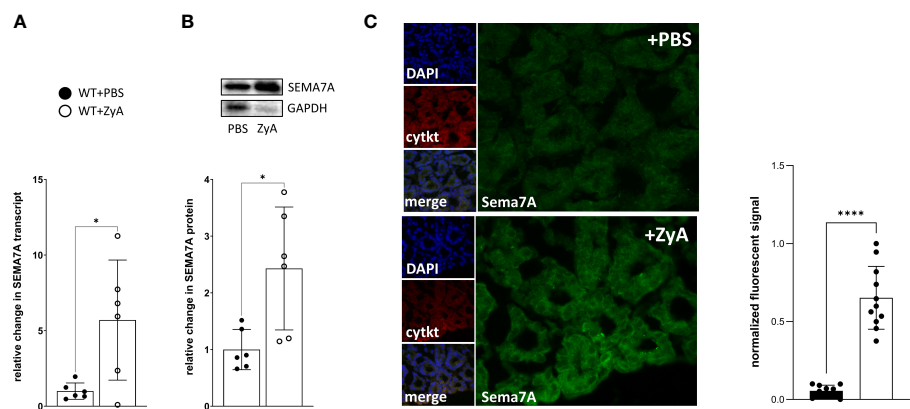 A
B
C
WT+PBS
WT+ZyA
SEMA7A
GAPDH
PBS ZyA
relative change in SEMA7A transcript
15
10
5
0
*
relative change in SEMA7A protein
4
3
2
1
0
*
DAPI
cytkt
merge
+PBS
Sema7A
DAPI
cytkt
merge
+ZyA
Sema7A
normalized fluorescent signal
1.5
1.0
0.5
0.0
****